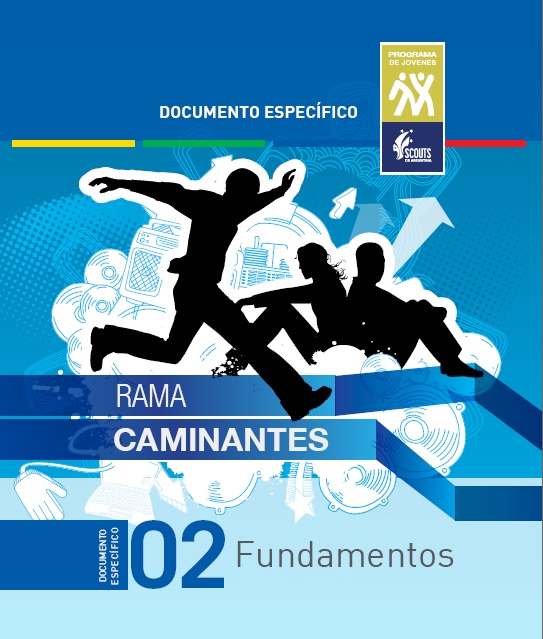 PROGRAMA
DE JOVENES
DOCUMENTO ESPECÍFICO
SCOUTS
DE ARGENTINA
RAMA
CAMINANTES
DOCUMENTO
ESPECÍFICO
02
Fundamentos